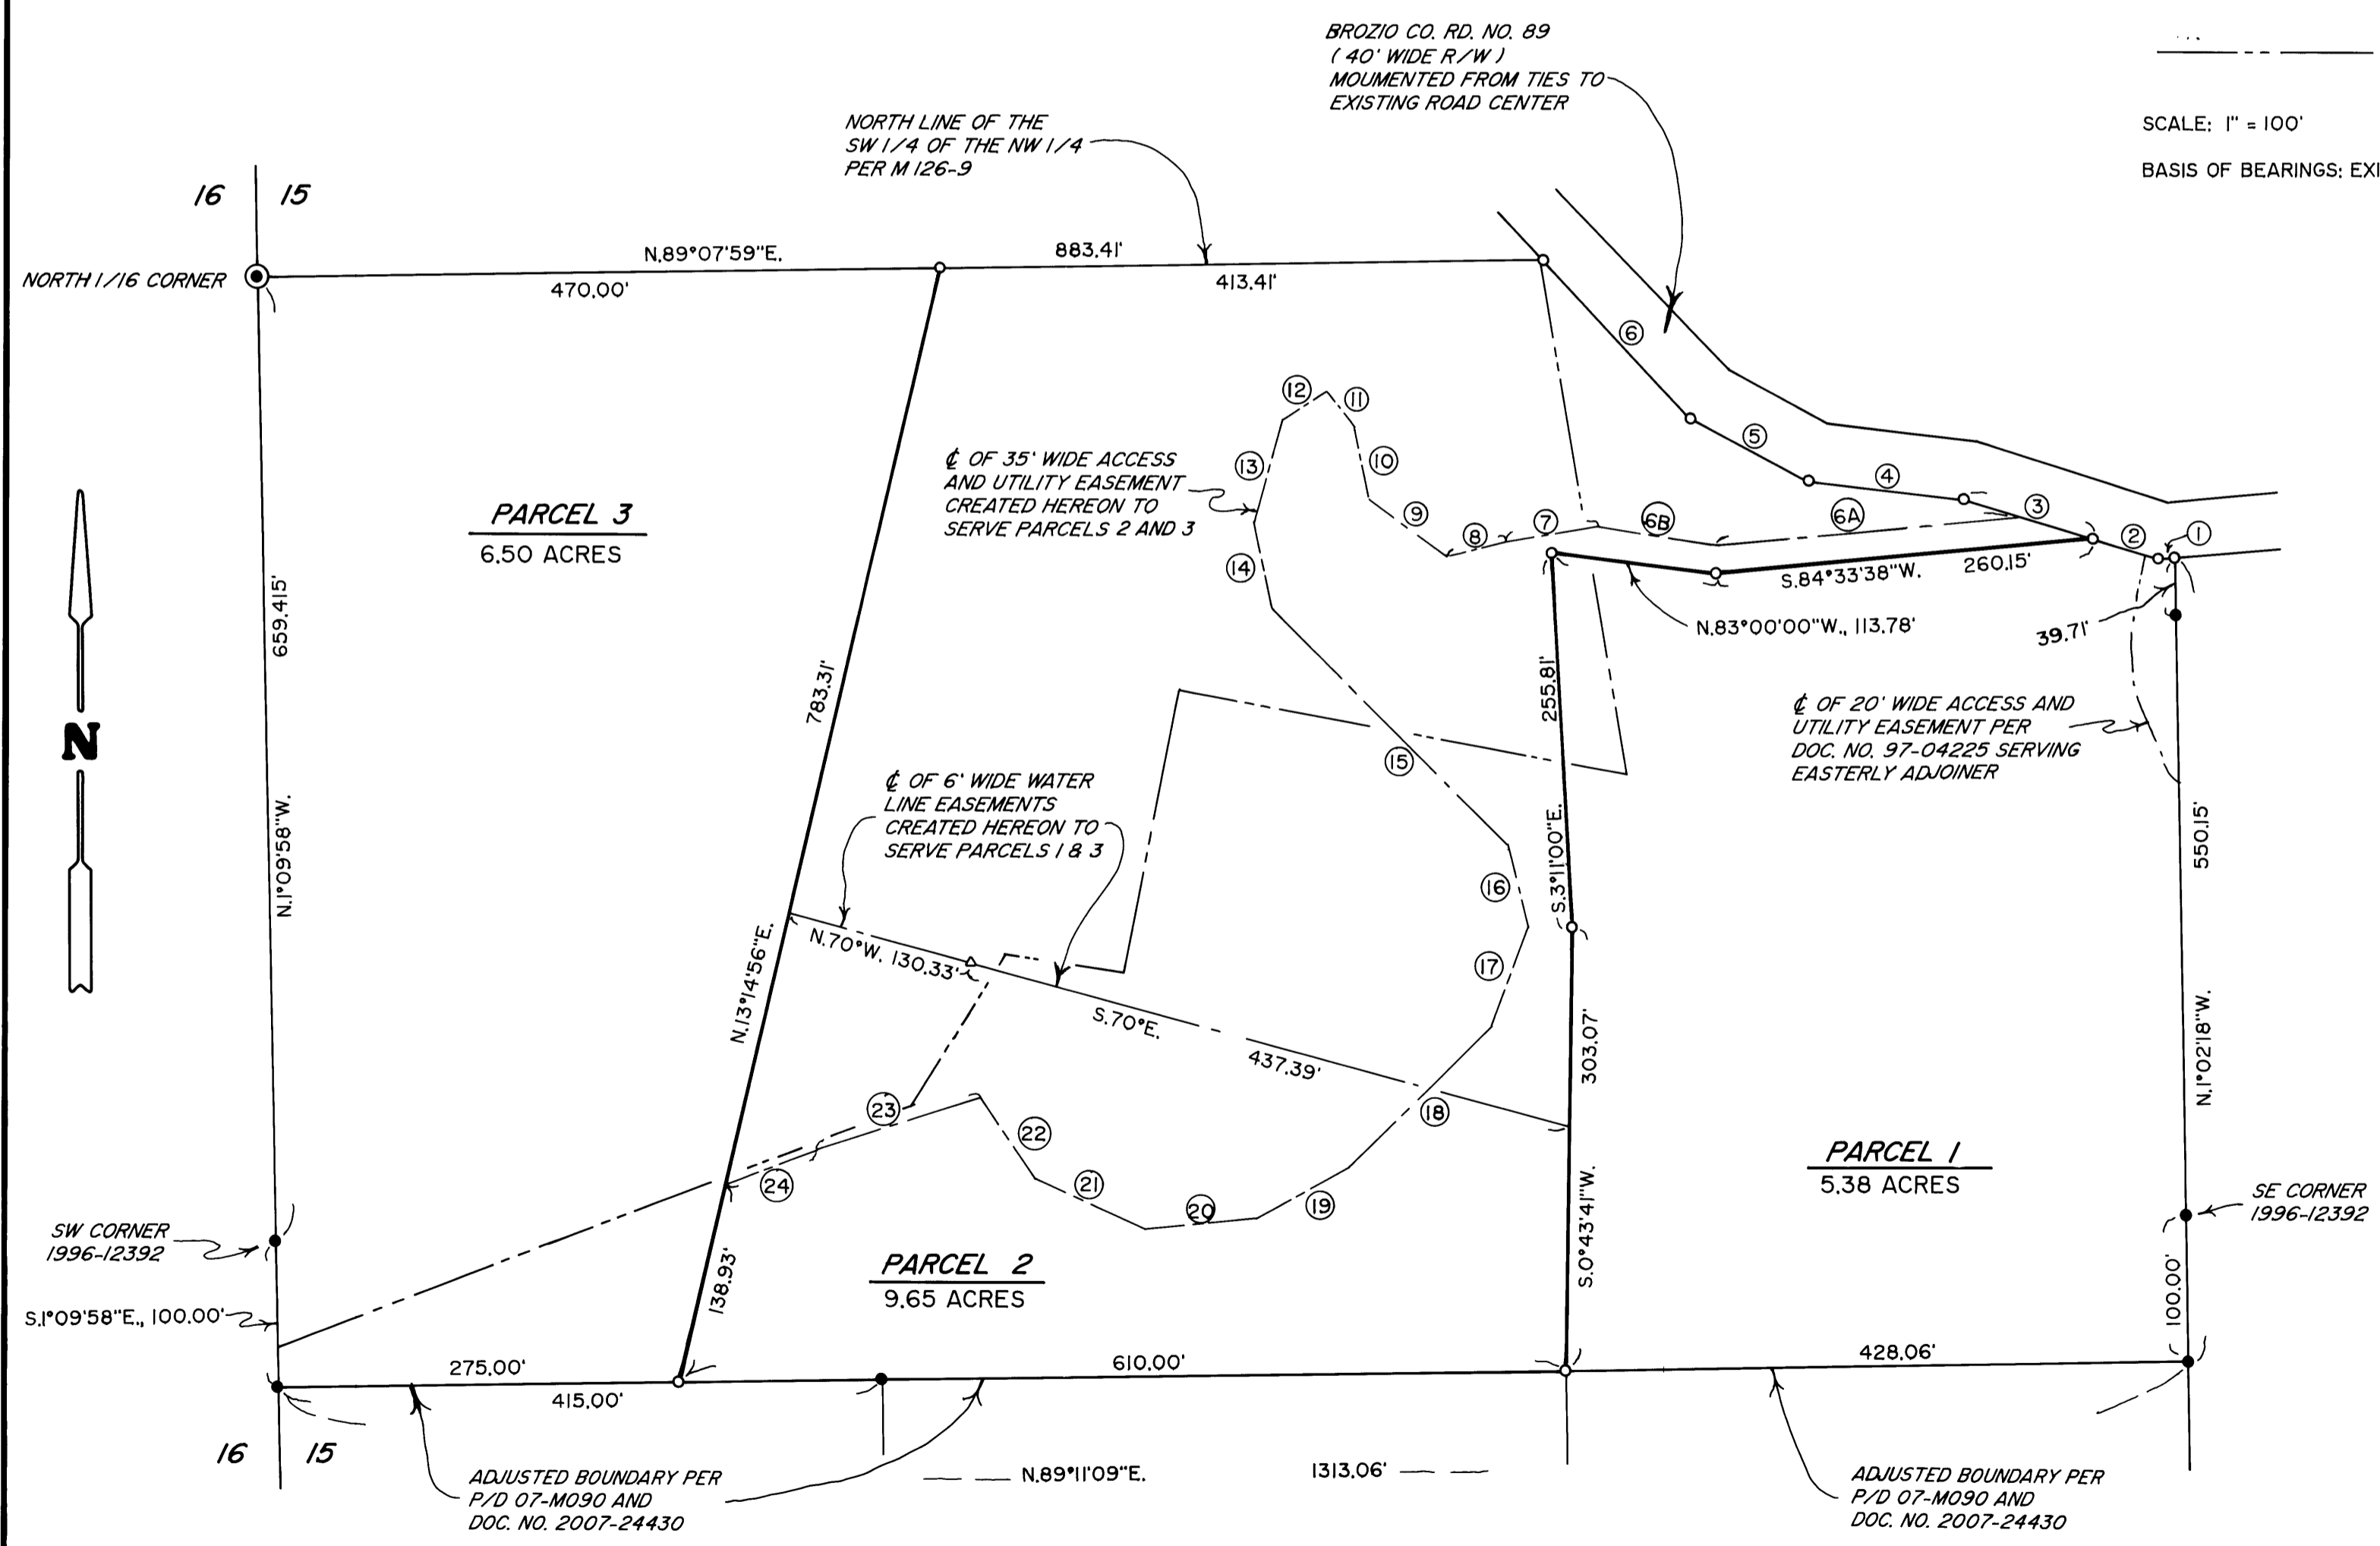 BROZIO CO. RD. NO. 89
( 40' WIDE R/W )
MOUMENTED FROM TIES TO
EXISTING ROAD CENTER
SCALE: 1" = 100'
BASIS OF BEARINGS: EXI
NORTH LINE OF THE
SW 1/4 OF THE NW 1/4
PER M 126-9
16 15
NORTH 1/16 CORNER
N.89°07'59"E.
883.41'
470.00'
413.41'
6
12
11
5
13
10
4
3
℄ OF 35' WIDE ACCESS
AND UTILITY EASEMENT
CREATED HEREON TO
SERVE PARCELS 2 AND 3
PARCEL 3
6.50 ACRES
9
8
7
6B
6A
2
1
14
S.84°33'38"W. 260.15'
N.83°00'00"W., 113.78'
39.71'
659.415'
N.1°09'58"W.
783.31'
N.13°14'56"E.
255.81'
S.3°11'00"E.
℄ OF 20' WIDE ACCESS AND
UTILITY EASEMENT PER
DOC. NO. 97-04225 SERVING
EASTERLY ADJOINER
N
15
℄ OF 6' WIDE WATER
LINE EASEMENTS
CREATED HEREON TO
SERVE PARCELS 1 & 3
550.15'
N.1°02'18"W.
16
N.70°W. 130.33'
17
S.70°E.
437.39'
303.07'
S.0°43'41"W.
18
23
22
24
21
20
19
PARCEL 1
5.38 ACRES
SE CORNER
1996-12392
SW CORNER
1996-12392
138.93'
PARCEL 2
9.65 ACRES
100.00'
S.1°09'58"E., 100.00'
275.00'
610.00'
428.06'
415.00'
16 15
ADJUSTED BOUNDARY PER
P/D 07-M090 AND
DOC. NO. 2007-24430
N.89°11'09"E.
1313.06'
ADJUSTED BOUNDARY PER
P/D 07-M090 AND
DOC. NO. 2007-24430